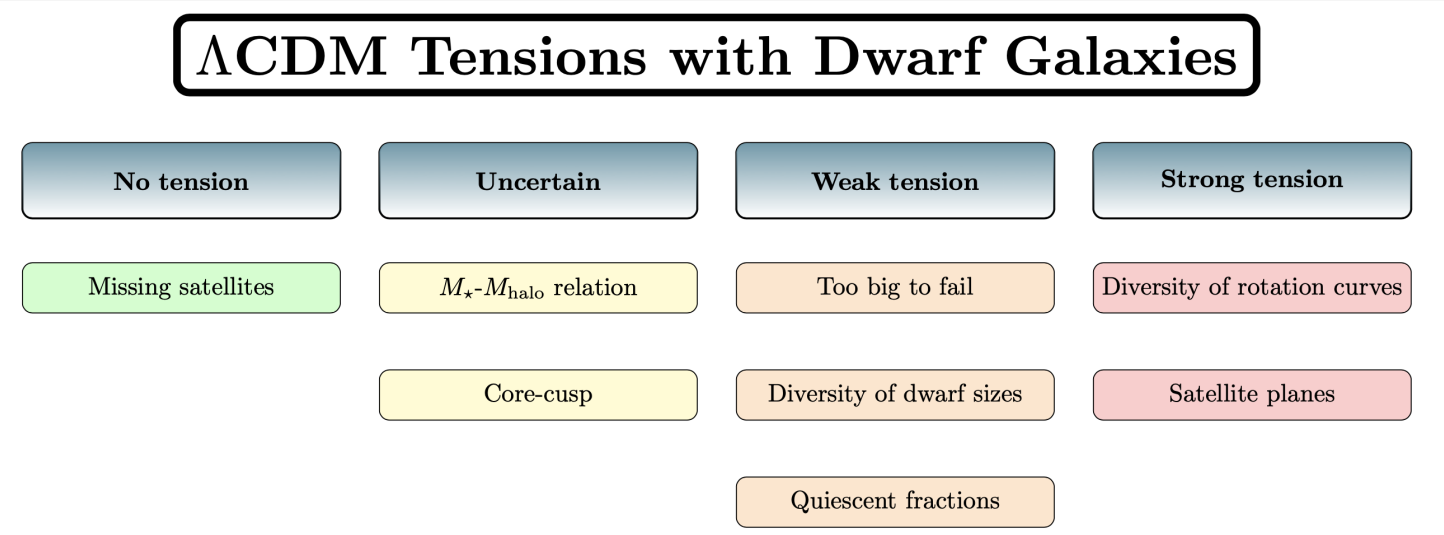 ΛCDM Tensions with Dwarf Galaxies
No tension
Uncertain
Weak tension
Strong tension
Missing satellites
M⋆-Mhalo relation
Too big to fail
Diversity of rotation curves
Core-cusp
Diversity of dwarf sizes
Satellite planes
Quiescent fractions